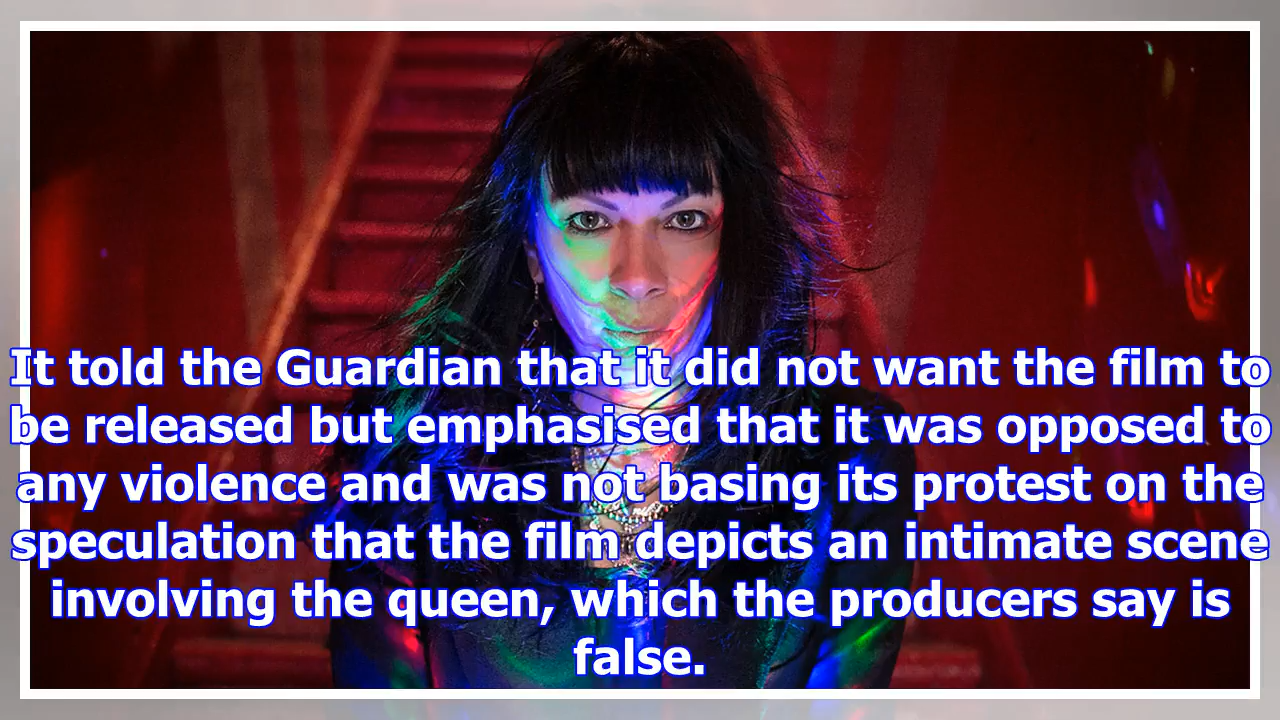 It told the Guardian that it did not want the film to
be released but emphasised that it was opposed to
any violence and was not basing its protest on the
speculation that the film depicts an intimate scene
involving the queen, which the producers say is
false.